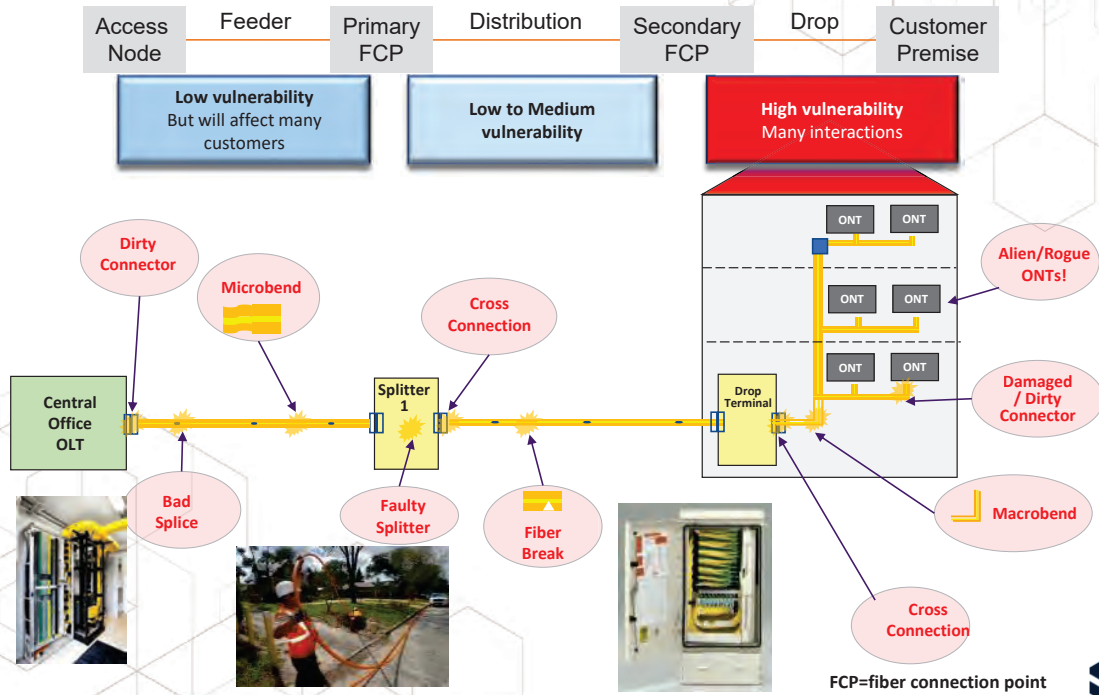 Access
Node
Feeder
Primary
FCP
Distribution
Secondary
FCP
Drop
Customer
Premise
Low vulnerability
But will affect many
customers
Low to Medium
vulnerability
High vulnerability
Many interactions
Dirty
Connector
Microbend
Cross
Connection
ONT
ONT
Alien/Rogue
ONTs!
ONT
ONT
ONT
ONT
Central
Office
OLT
Splitter
1
Drop
Terminal
Damaged
/ Dirty
Connector
Bad
Splice
Faulty
Splitter
Fiber
Break
Macrobend
Cross
Connection
FCP=fiber connection point